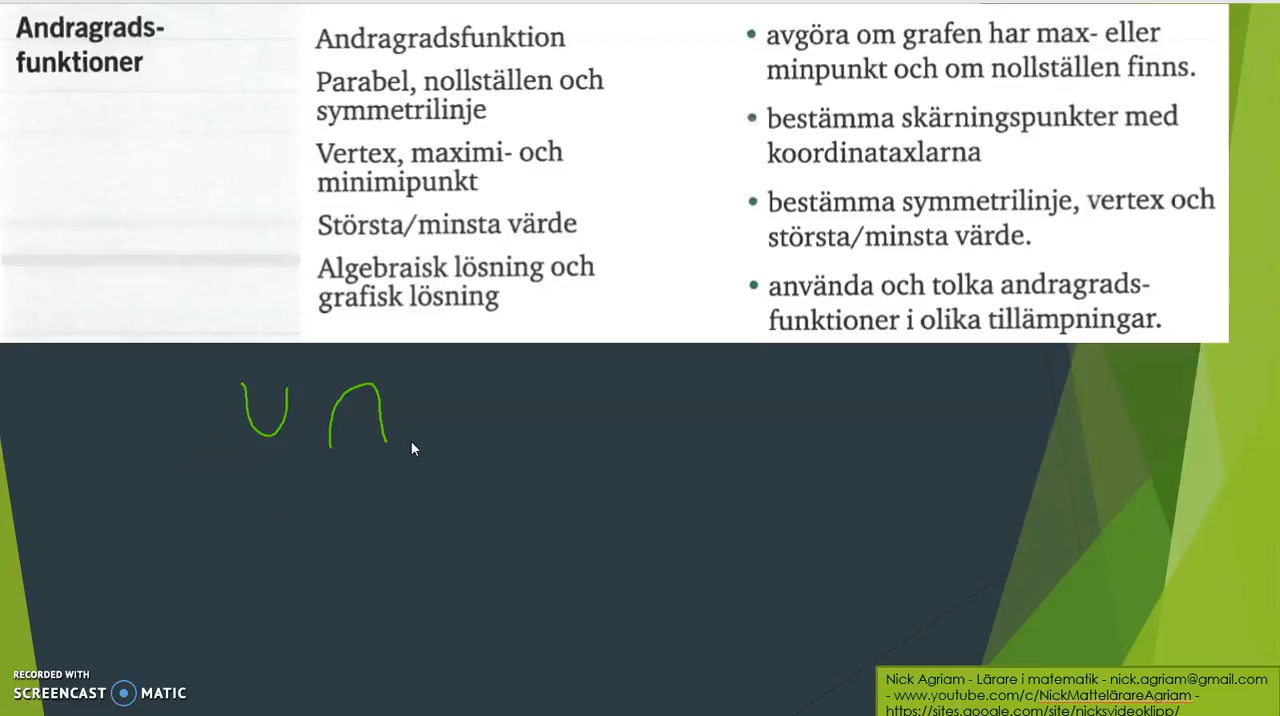 Andragrads-
funktioner
Andragradsfunktion
Parabel, nollställen och
symmetrilinje
Vertex, maximi- och
minimipunkt
Största/minsta värde
Algebraisk lösning och
grafisk lösning
• avgöra om grafen har max- eller
minpunkt och om nollställen finns.
• bestämma skärningspunkter med
koordinataxlarna
• bestämma symmetrilinje, vertex och
största/minsta värde.
• använda och tolka andragrads-
funktioner i olika tillämpningar.
RECORDED WITH
SCREENCAST MATIC
Nick Agriam - Lärare i matematik - nick.agriam@gmail.com
- www.youtube.com/c/NickMattelärareAgriam -
https://sites.google.com/site/nicksvideoklipp/